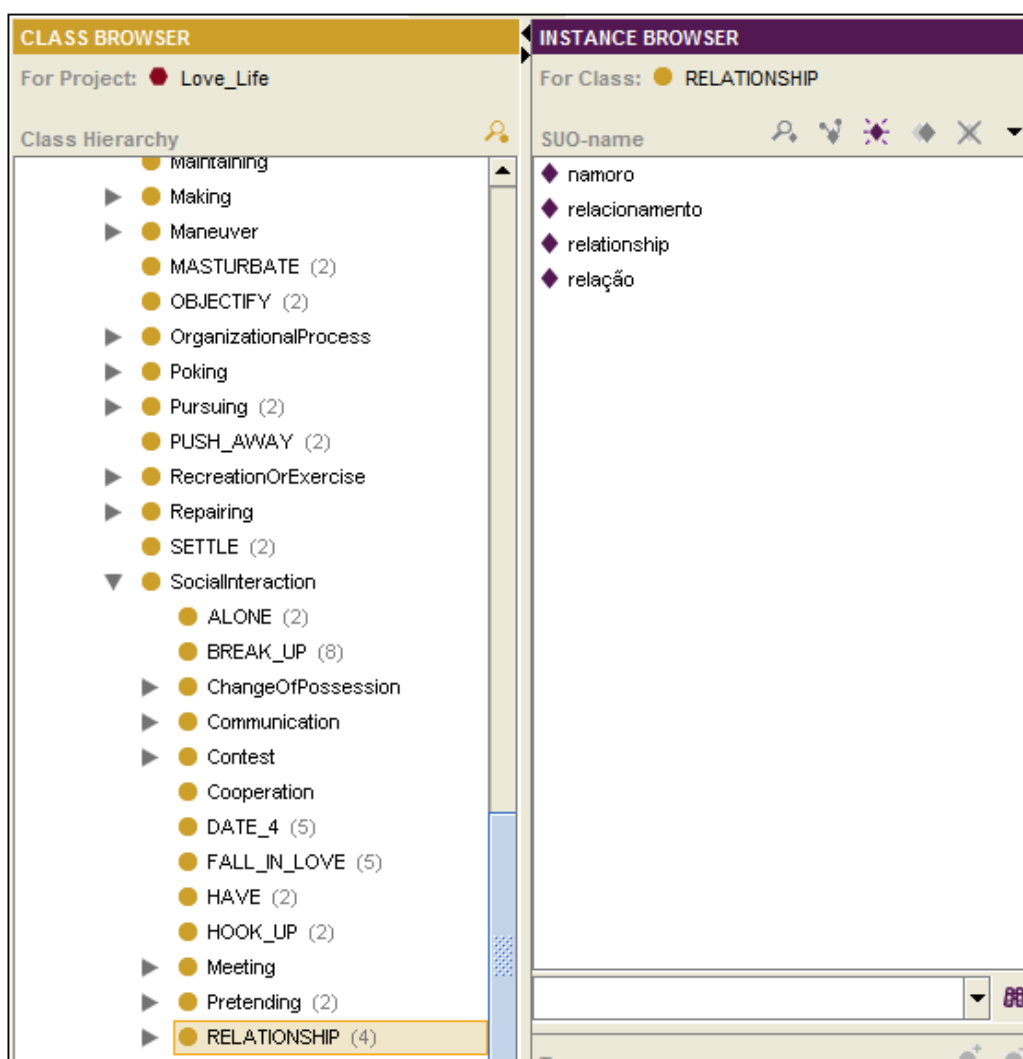 CLASS BROWSER
For Project: Love_Life
Class Hierarchy
Maintaining
Making
Maneuver
MASTURBATE (2)
OBJECTIFY (2)
OrganizationalProcess
Poking
Pursuing (2)
PUSH_AWAY (2)
RecreationOrExercise
Repairing
SETTLE (2)
SocialInteraction
ALONE (2)
BREAK_UP (8)
ChangeOfPossession
Communication
Contest
Cooperation
DATE_4 (5)
FALL_IN_LOVE (5)
HAVE (2)
HOOK_UP (2)
Meeting
Pretending (2)
RELATIONSHIP (4)
INSTANCE BROWSER
For Class: RELATIONSHIP
SUO-name
namoro
relacionamento
relationship
relação